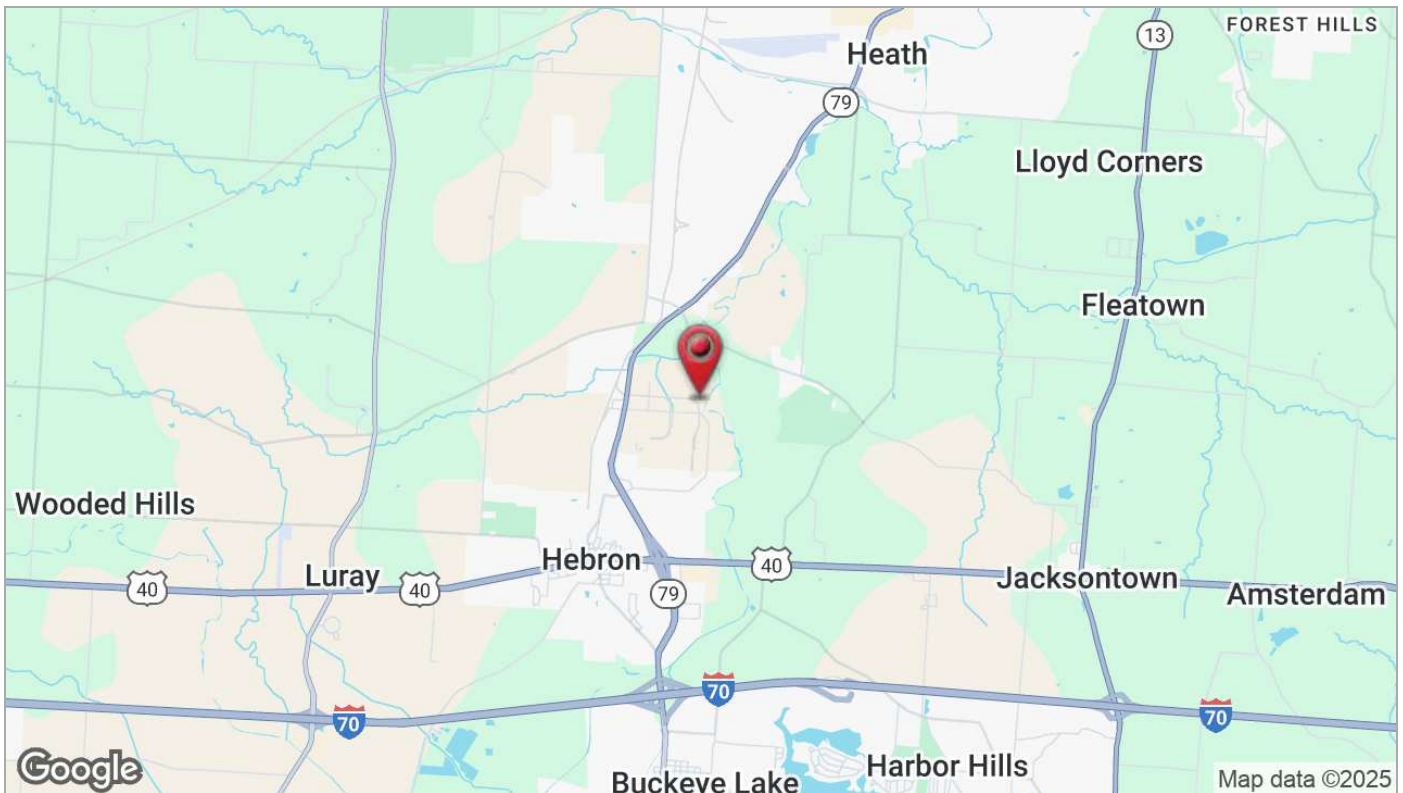 FOREST HILLS
13
Heath
79
Lloyd Corners
Fleatown
Wooded Hills
Hebron
40
Luray
40
40
Jacksontown
Amsterdam
79
70
70
70
Harbor Hills
Buckeye Lake
Google
Map data ©2025